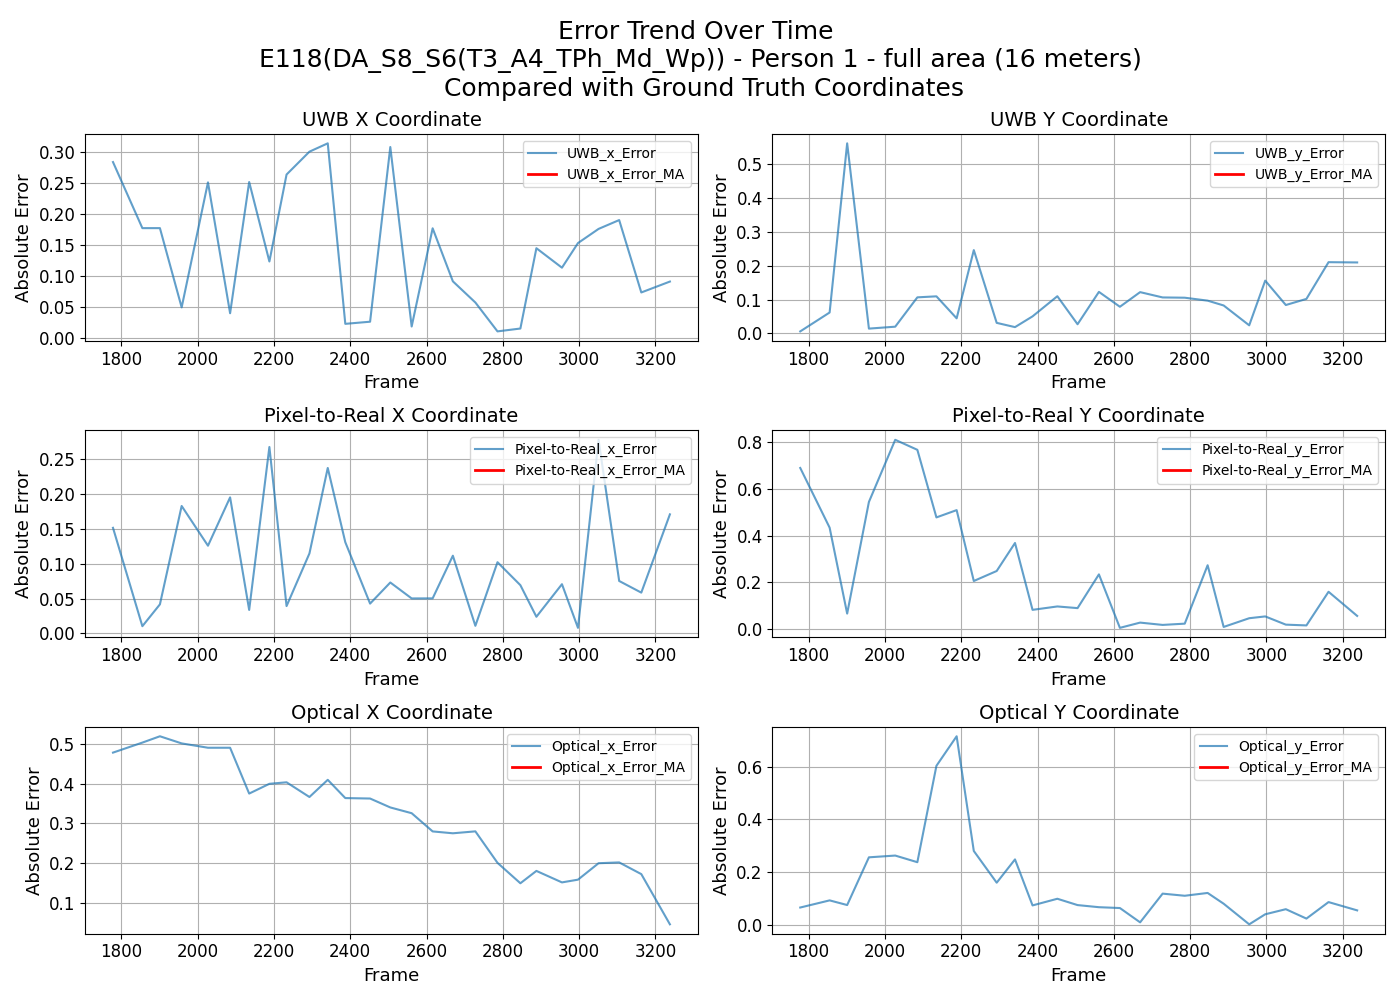 Error Trend Over Time
E118(DA_S8_S6(T3_A4_TPh_Md_Wp)) - Person 1 - full area (16 meters)
Compared with Ground Truth Coordinates
UWB X Coordinate
Absolute Error
0.30
0.25
0.20
0.15
0.10
0.05
0.00
UWB_x_Error
UWB_x_Error_MA
1800 2000 2200 2400 2600 2800 3000 3200
Frame
UWB Y Coordinate
Absolute Error
0.5
0.4
0.3
0.2
0.1
0.0
UWB_y_Error
UWB_y_Error_MA
1800 2000 2200 2400 2600 2800 3000 3200
Frame
Pixel-to-Real X Coordinate
Absolute Error
0.25
0.20
0.15
0.10
0.05
0.00
Pixel-to-Real_x_Error
Pixel-to-Real_x_Error_MA
1800 2000 2200 2400 2600 2800 3000 3200
Frame
Pixel-to-Real Y Coordinate
Absolute Error
0.8
0.6
0.4
0.2
0.0
Pixel-to-Real_y_Error
Pixel-to-Real_y_Error_MA
1800 2000 2200 2400 2600 2800 3000 3200
Frame
Optical X Coordinate
Absolute Error
0.5
0.4
0.3
0.2
0.1
Optical_x_Error
Optical_x_Error_MA
1800 2000 2200 2400 2600 2800 3000 3200
Frame
Optical Y Coordinate
Absolute Error
0.6
0.4
0.2
0.0
Optical_y_Error
Optical_y_Error_MA
1800 2000 2200 2400 2600 2800 3000 3200
Frame